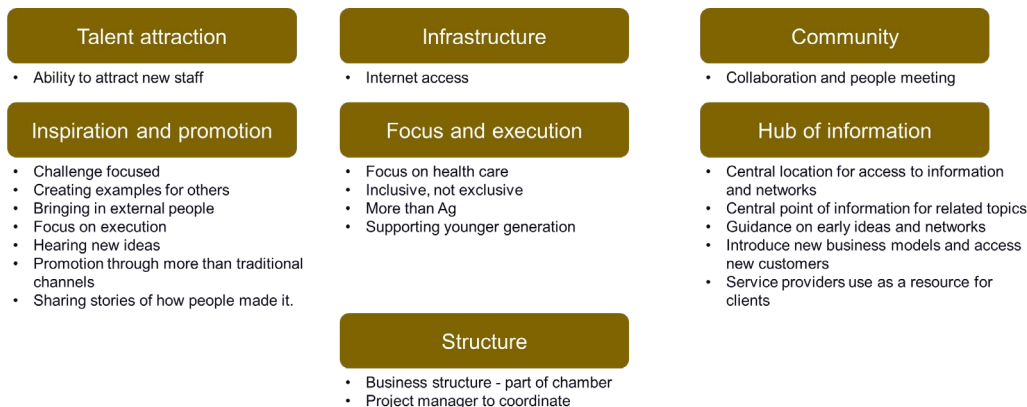 Talent attraction
• Ability to attract new staff
Infrastructure
• Internet access
Community
• Collaboration and people meeting
Inspiration and promotion
• Challenge focused
• Creating examples for others
• Bringing in external people
• Focus on execution
• Hearing new ideas
• Promotion through more than traditional
channels
• Sharing stories of how people made it.
Focus and execution
• Focus on health care
• Inclusive, not exclusive
• More than Ag
• Supporting younger generation
Hub of information
• Central location for access to information
and networks
• Central point of information for related topics
• Guidance on early ideas and networks
• Introduce new business models and access
new customers
• Service providers use as a resource for
clients
Structure
• Business structure - part of chamber
• Project manager to coordinate